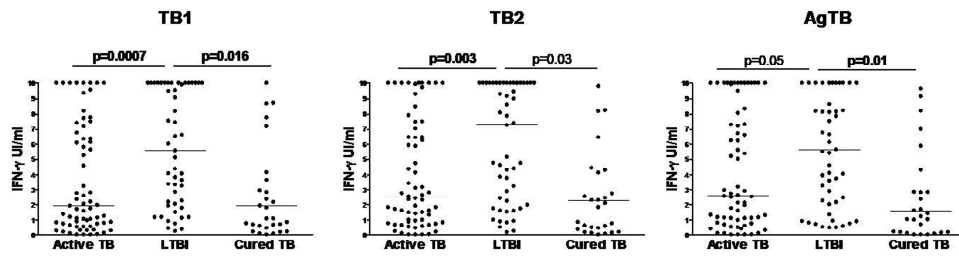 TB1
TB2
AgTB
p=0.0007
p=0.016
IFN-γ UI/ml
10
9
8
7
6
5
4
3
2
1
0
Active TB
LTBI
Cured TB
p=0.003
p=0.03
IFN-γ UI/ml
10
9
8
7
6
5
4
3
2
1
0
Active TB
LTBI
Cured TB
p=0.05
p=0.01
IFN-γ UI/ml
10
9
8
7
6
5
4
3
2
1
0
Active TB
LTBI
Cured TB